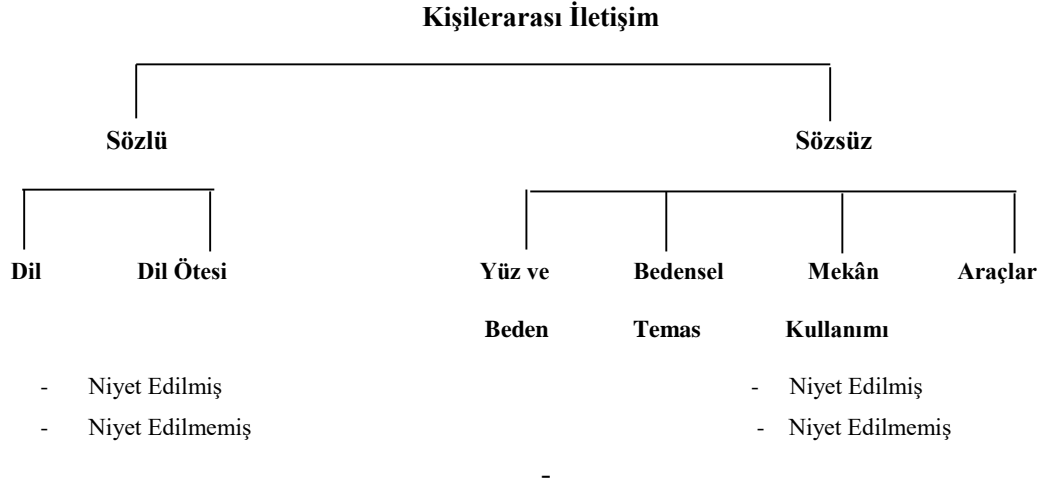 Kişilerarası İletişim
Sözlü Sözsüz
Dil Dil Ötesi Yüz ve Bedensel Mekân Araçlar
Beden Temas Kullanımı
- Niyet Edilmiş - Niyet Edilmiş
- Niyet Edilmemiş - Niyet Edilmemiş
-